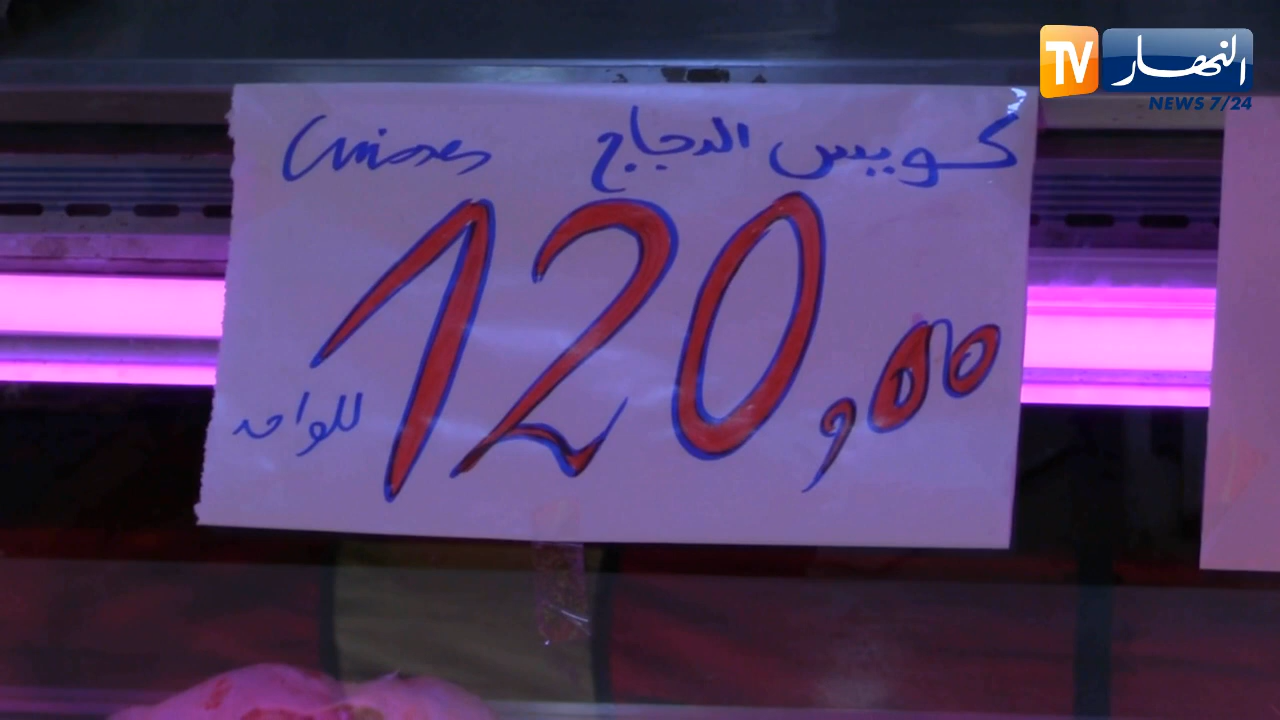 TV النهار
NEWS 7/24
كويس الدجاج Cuisses
120,00
للواحد